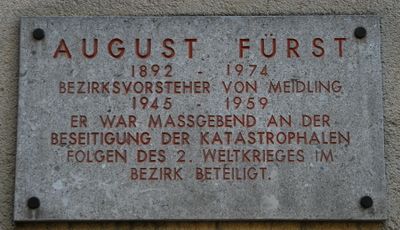 AUGUST FÜRST
1892 - 1974
BEZIRKSVORSTEHER VON MEIDLING
1945 - 1959
ER WAR MASSGEBEND AN DER
BESEITIGUNG DER KATASTROPHALEN
FOLGEN DES 2. WELTKRIEGES IM
BEZIRK BETEILIGT.